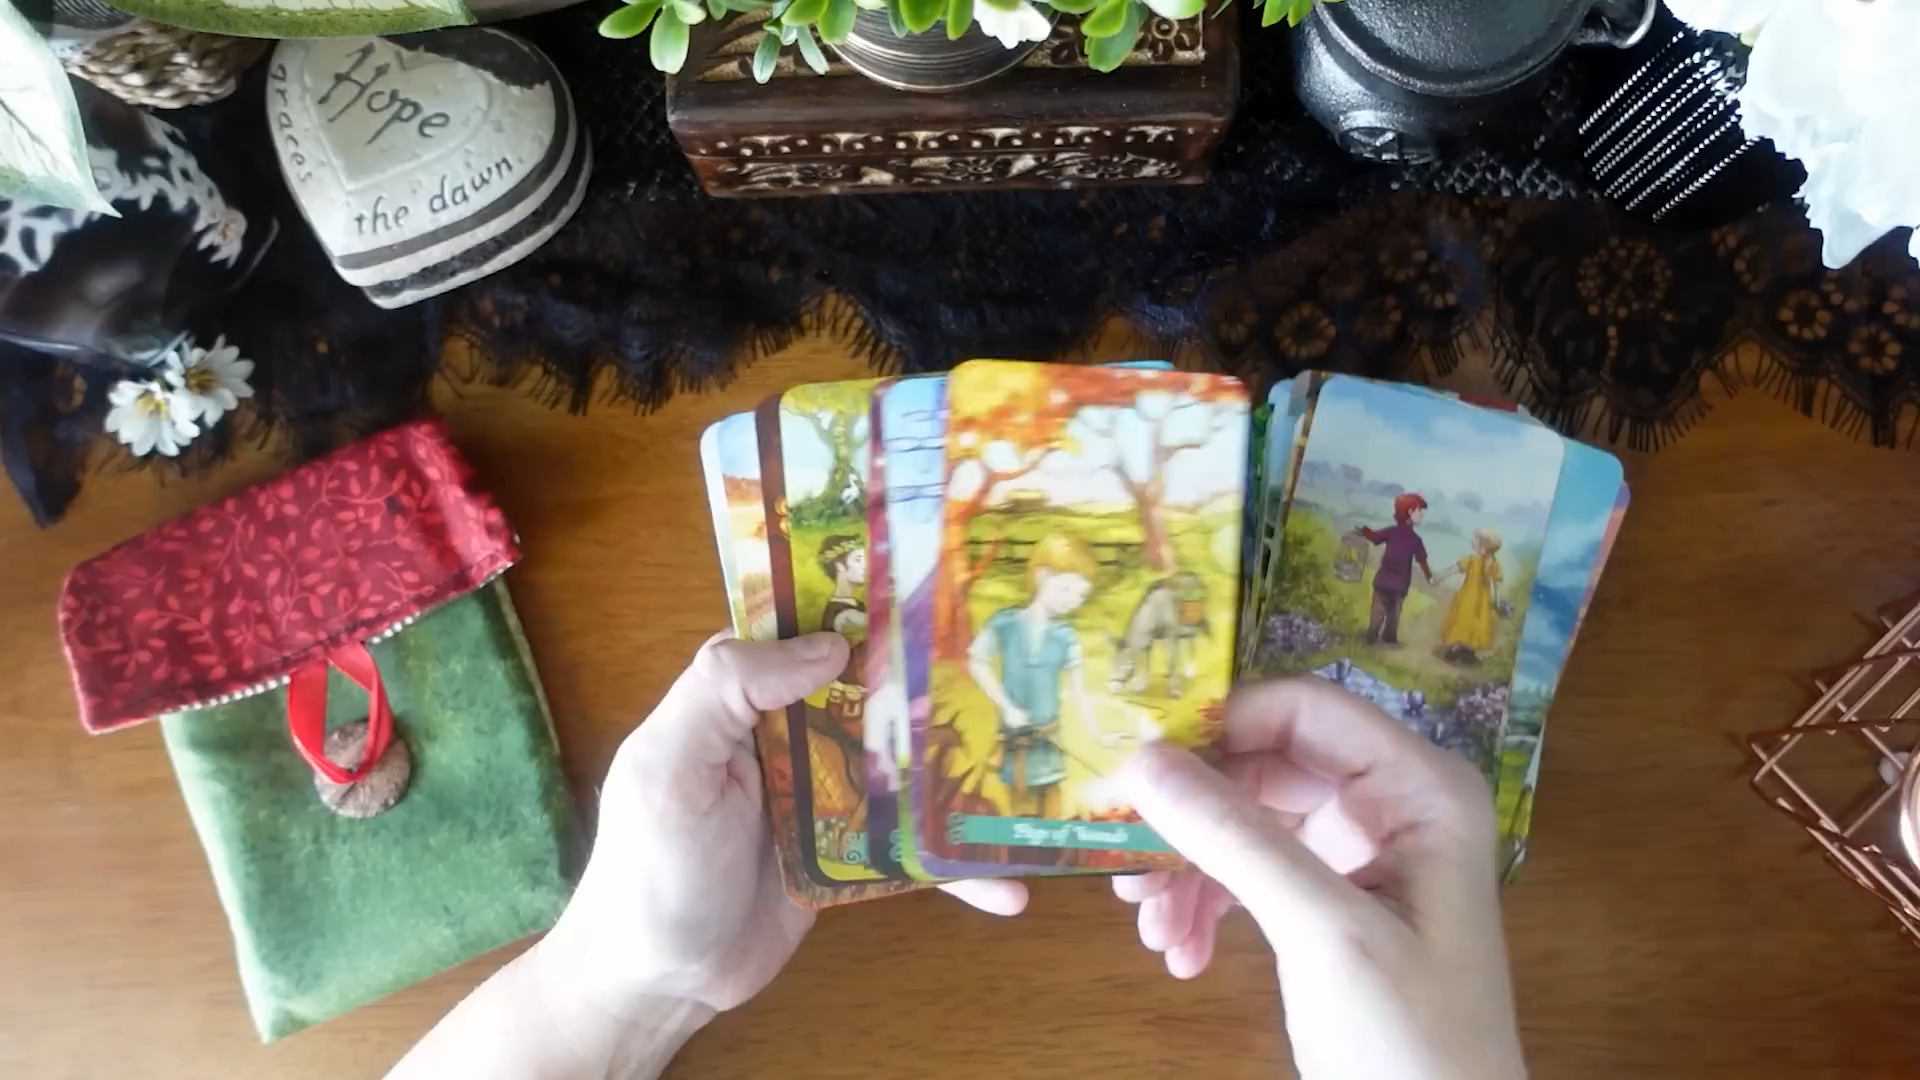 Hope
graces
the dawn.
Page of Wands